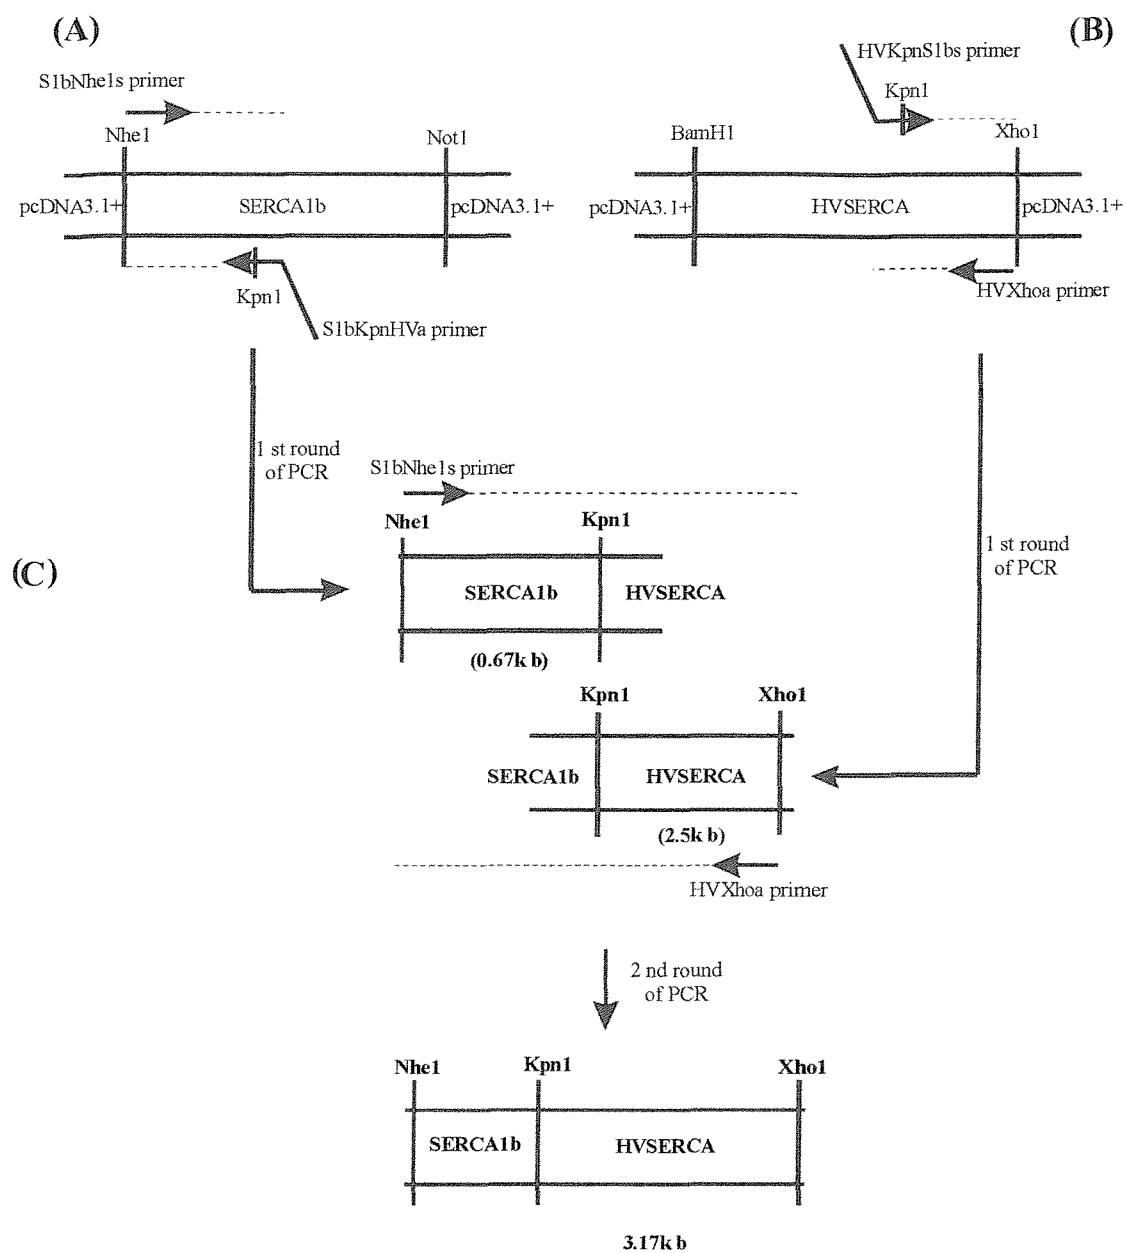 (A)
(B)
S1bNhe1s primer
HVKpnS1bs primer
Kpn1
Nhe1
Not1
BamH1
Xho1
pcDNA3.1+
SERCA1b
pcDNA3.1+
pcDNA3.1+
HVSERCA
pcDNA3.1+
Kpn1
HVXhoa primer
S1bKpnHVa primer
1 st round
of PCR
S1bNhe1s primer
Nhe1
Kpn1
1 st round
of PCR
(C)
SERCA1b
HVSERCA
(0.67k b)
Kpn1
Xho1
SERCA1b
HVSERCA
(2.5k b)
HVXhoa primer
2 nd round
of PCR
Nhe1
Kpn1
Xho1
SERCA1b
HVSERCA
3.17k b